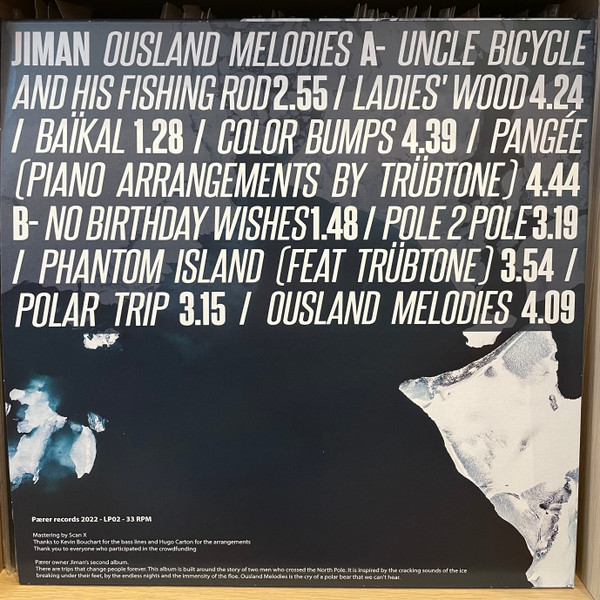 JIMAN OUSLAND MELODIES A- UNCLE BICYCLE
AND HIS FISHING ROD 2.55 / LADIES' WOOD 4.24
/ BAÏKAL 1.28 / COLOR BUMPS 4.39 / PANGÉE
(PIANO ARRANGEMENTS BY TRÜBTONE) 4.44
B- NO BIRTHDAY WISHES 1.48 / POLE 2 POLE 3.19
/ PHANTOM ISLAND (FEAT TRÜBTONE) 3.54 /
POLAR TRIP 3.15 / OUSLAND MELODIES 4.09
Pærer records 2022 - LP02 - 33 RPM
Mastering by Scan X
Thanks to Kevin Bouchart for the bass lines and Hugo Carton for the arrangements
Thank you to everyone who participated in the crowdfunding
Pærer owner Jiman's second album.
There are trips that change people forever. This album is built around the story of two men who crossed the North Pole. It is inspired by the cracking sounds of the ice
breaking under their feet, by the endless nights and the immensity of the floe. Ousland Melodies is the cry of a polar bear that we can't hear.